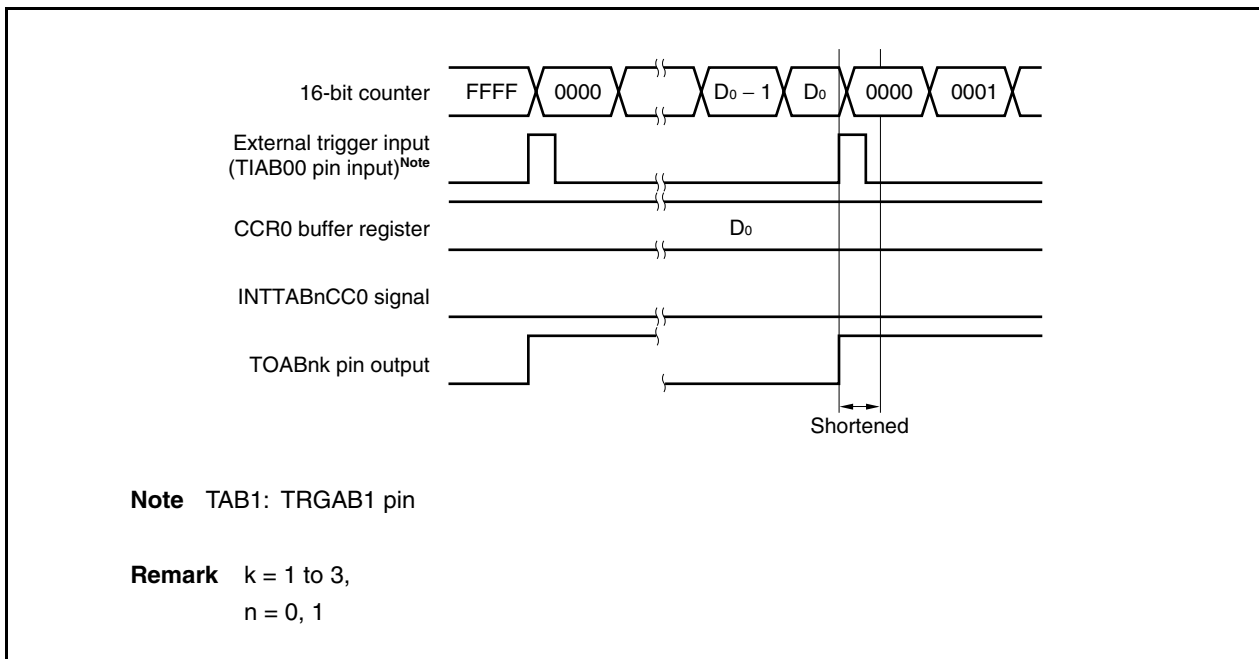 16-bit counter FFFF 0000 D0 − 1 D0 0000 0001
External trigger input
(TIAB00 pin input)Note
CCR0 buffer register D0
INTTABnCC0 signal
TOABnk pin output
Shortened
Note TAB1: TRGAB1 pin
Remark k = 1 to 3,
n = 0, 1